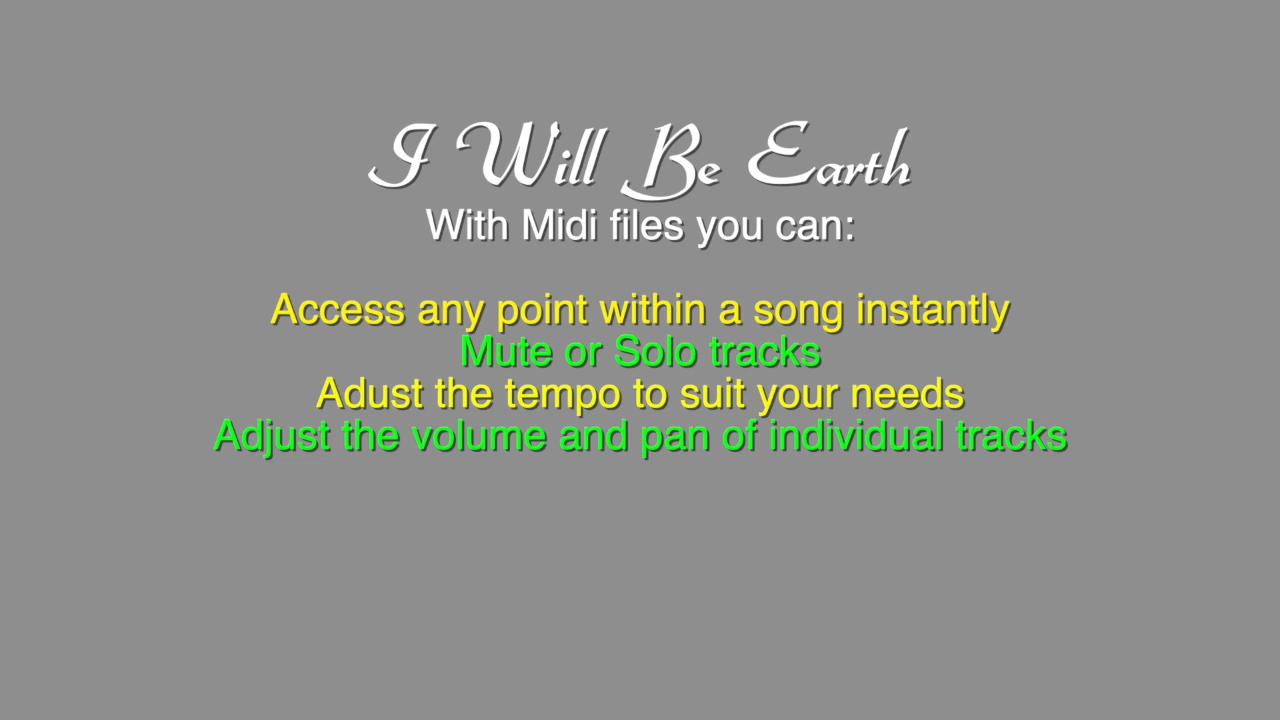 I Will Be Earth
With Midi files you can:
Access any point within a song instantly
Mute or Solo tracks
Adust the tempo to suit your needs
Adjust the volume and pan of individual tracks